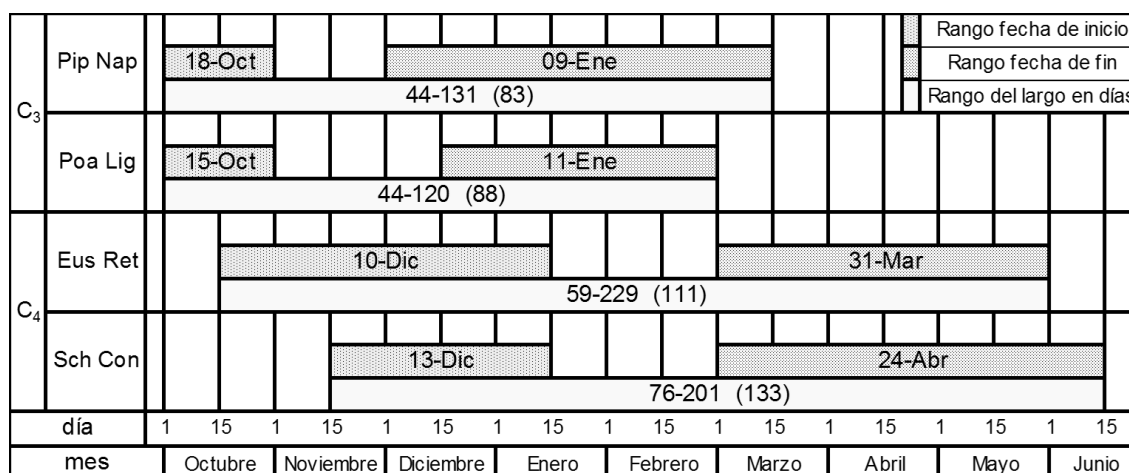 Rango fecha de inicio
Pip Nap 18-Oct 09-Ene Rango fecha de fin
44-131 (83) Rango del largo en días
C3
Poa Lig 15-Oct 11-Ene
44-120 (88)
Eus Ret 10-Dic 31-Mar
59-229 (111)
C4
Sch Con 13-Dic 24-Abr
76-201 (133)
día 1 15 1 15 1 15 1 15 1 15 1 15 1 15 1 15 1 15
mes Octubre Noviembre Diciembre Enero Febrero Marzo Abril Mayo Junio